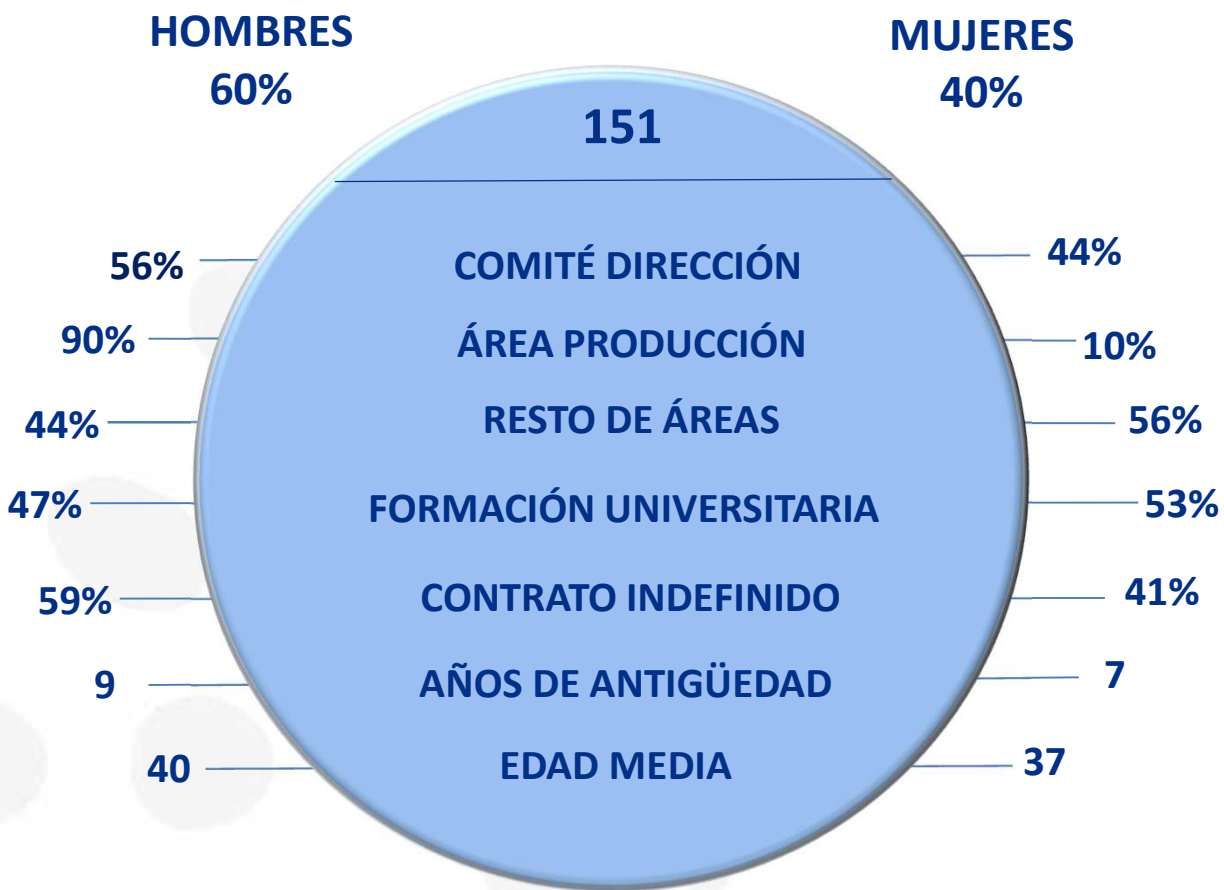 HOMBRES
60%
MUJERES
40%
151
56% COMITÉ DIRECCIÓN 44%
90% ÁREA PRODUCCIÓN 10%
44% RESTO DE ÁREAS 56%
47% FORMACIÓN UNIVERSITARIA 53%
59% CONTRATO INDEFINIDO 41%
9 AÑOS DE ANTIGÜEDAD 7
40 EDAD MEDIA 37